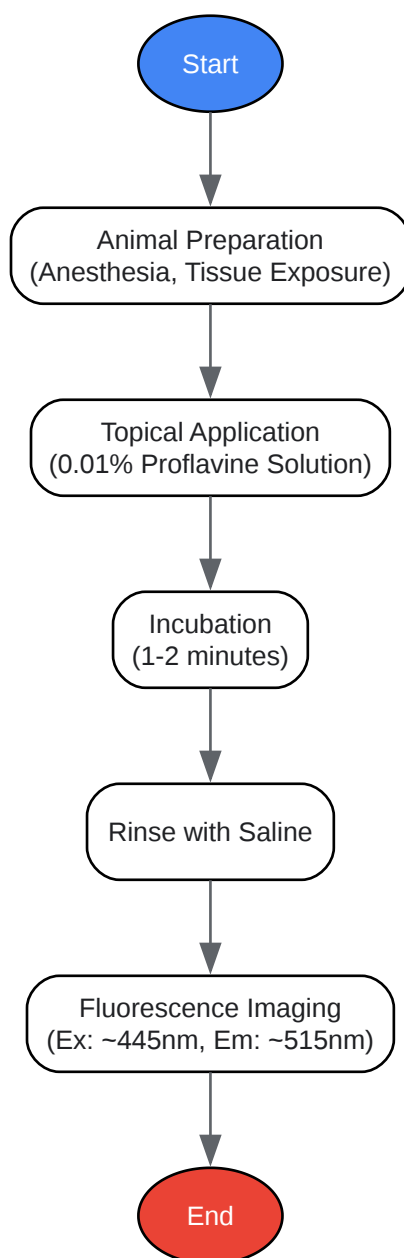 Start
Animal Preparation
(Anesthesia, Tissue Exposure)
Topical Application
(0.01% Proflavine Solution)
Incubation
(1-2 minutes)
Rinse with Saline
Fluorescence Imaging
(Ex: ~445nm, Em: ~515nm)
End